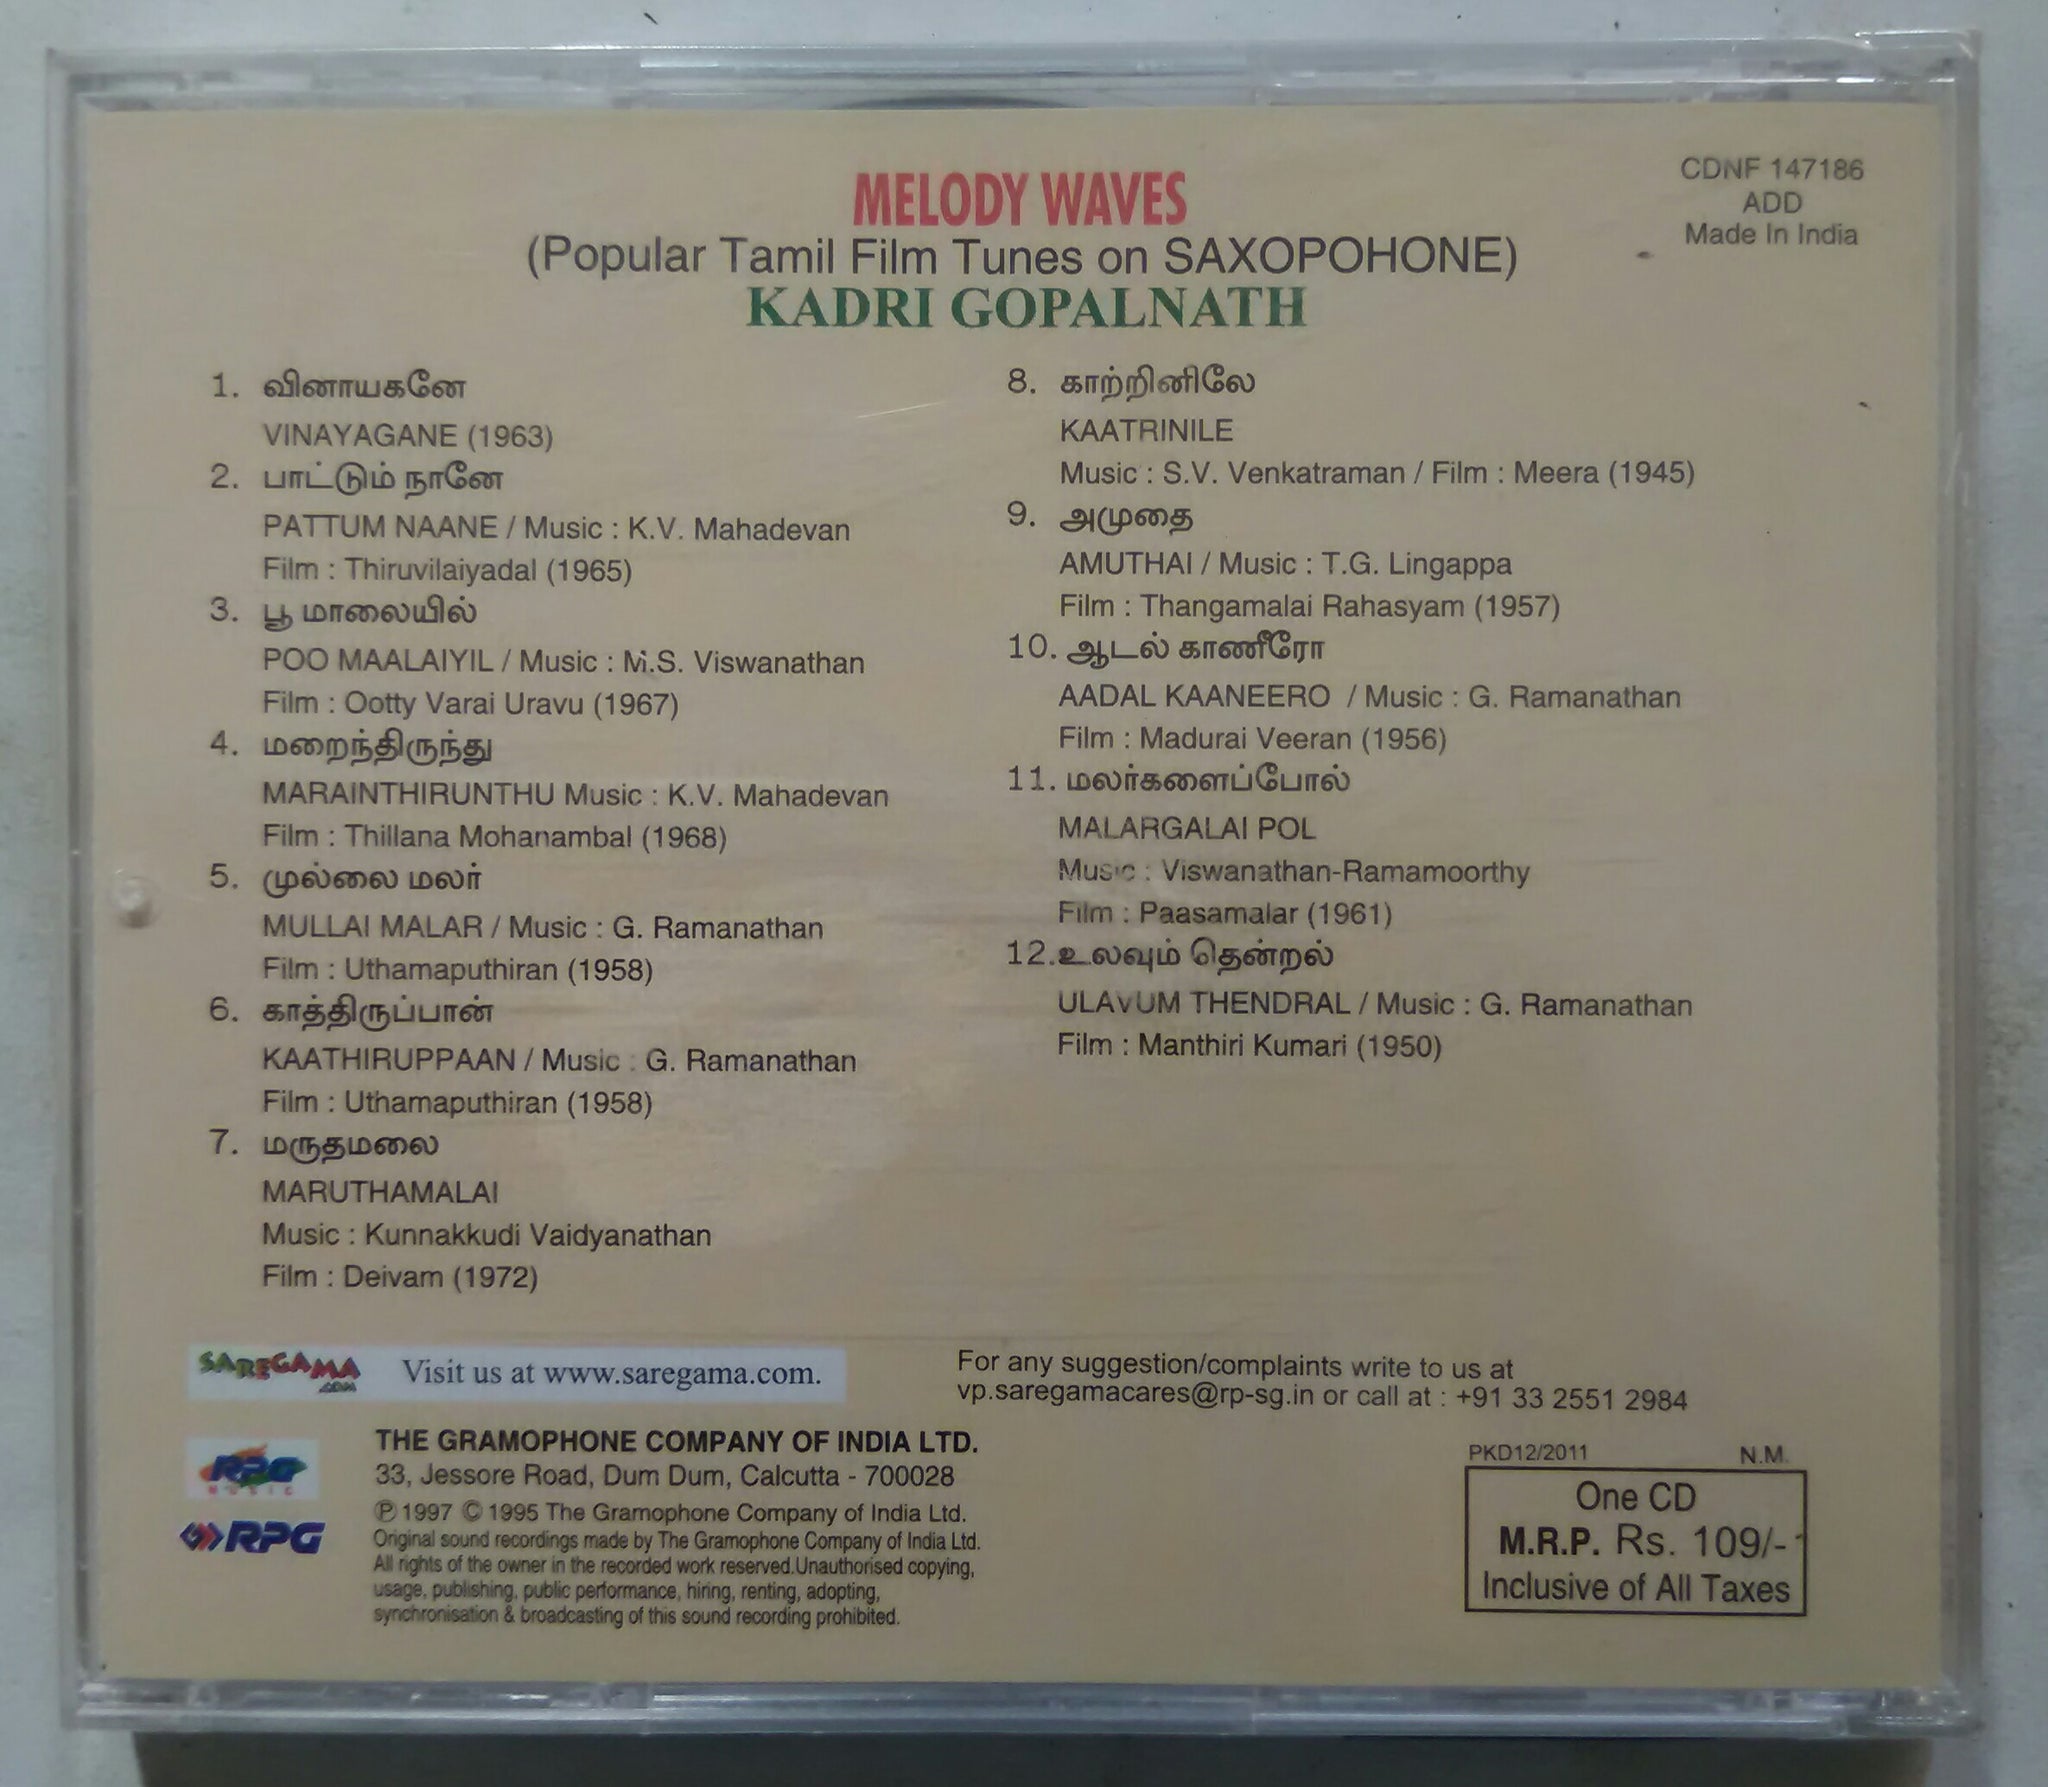 CDNF 147186
ADD
Made In India
MELODY WAVES
(Popular Tamil Film Tunes on SAXOPOHONE)
KADRI GOPALNATH
1. வினாயகனே
VINAYAGANE (1963)
2. பாட்டும் நானே
PATTUM NAANE / Music : K.V. Mahadevan
Film : Thiruvilaiyadal (1965)
3. பூ மாலையில்
POO MAALAIYIL / Music : M.S. Viswanathan
Film : Ootty Varai Uravu (1967)
4. மறைந்திருந்து
MARAINTHIRUNTHU Music : K.V. Mahadevan
Film : Thillana Mohanambal (1968)
5. முல்லை மலர்
MULLAI MALAR / Music : G. Ramanathan
Film : Uthamaputhiran (1958)
6. காத்திருப்பான்
KAATHIRUPPAAN / Music : G. Ramanathan
Film : Uthamaputhiran (1958)
7. மருதமலை
MARUTHAMALAI
Music : Kunnakkudi Vaidyanathan
Film : Deivam (1972)
8. காற்றினிலே
KAATRINILE
Music : S.V. Venkatraman / Film : Meera (1945)
9. அமுதை
AMUTHAI / Music : T.G. Lingappa
Film : Thangamalai Rahasyam (1957)
10. ஆடல் காணீரோ
AADAL KAANEERO / Music : G. Ramanathan
Film : Madurai Veeran (1956)
11. மலர்களைப்போல்
MALARGALAI POL
Music : Viswanathan-Ramamoorthy
Film : Paasamalar (1961)
12. உலவும் தென்றல்
ULAVUM THENDRAL / Music : G. Ramanathan
Film : Manthiri Kumari (1950)
SAREGAMA .COM Visit us at www.saregama.com.
For any suggestion/complaints write to us at
vp.saregamacares@rp-sg.in or call at : +91 33 2551 2984
RPG
MUSIC
RPG
THE GRAMOPHONE COMPANY OF INDIA LTD.
33, Jessore Road, Dum Dum, Calcutta - 700028
Ⓟ 1997 © 1995 The Gramophone Company of India Ltd.
Original sound recordings made by The Gramophone Company of India Ltd.
All rights of the owner in the recorded work reserved.Unauthorised copying,
usage, publishing, public performance, hiring, renting, adopting,
synchronisation & broadcasting of this sound recording prohibited.
PKD12/2011 N.M.
One CD
M.R.P. Rs. 109/-
Inclusive of All Taxes